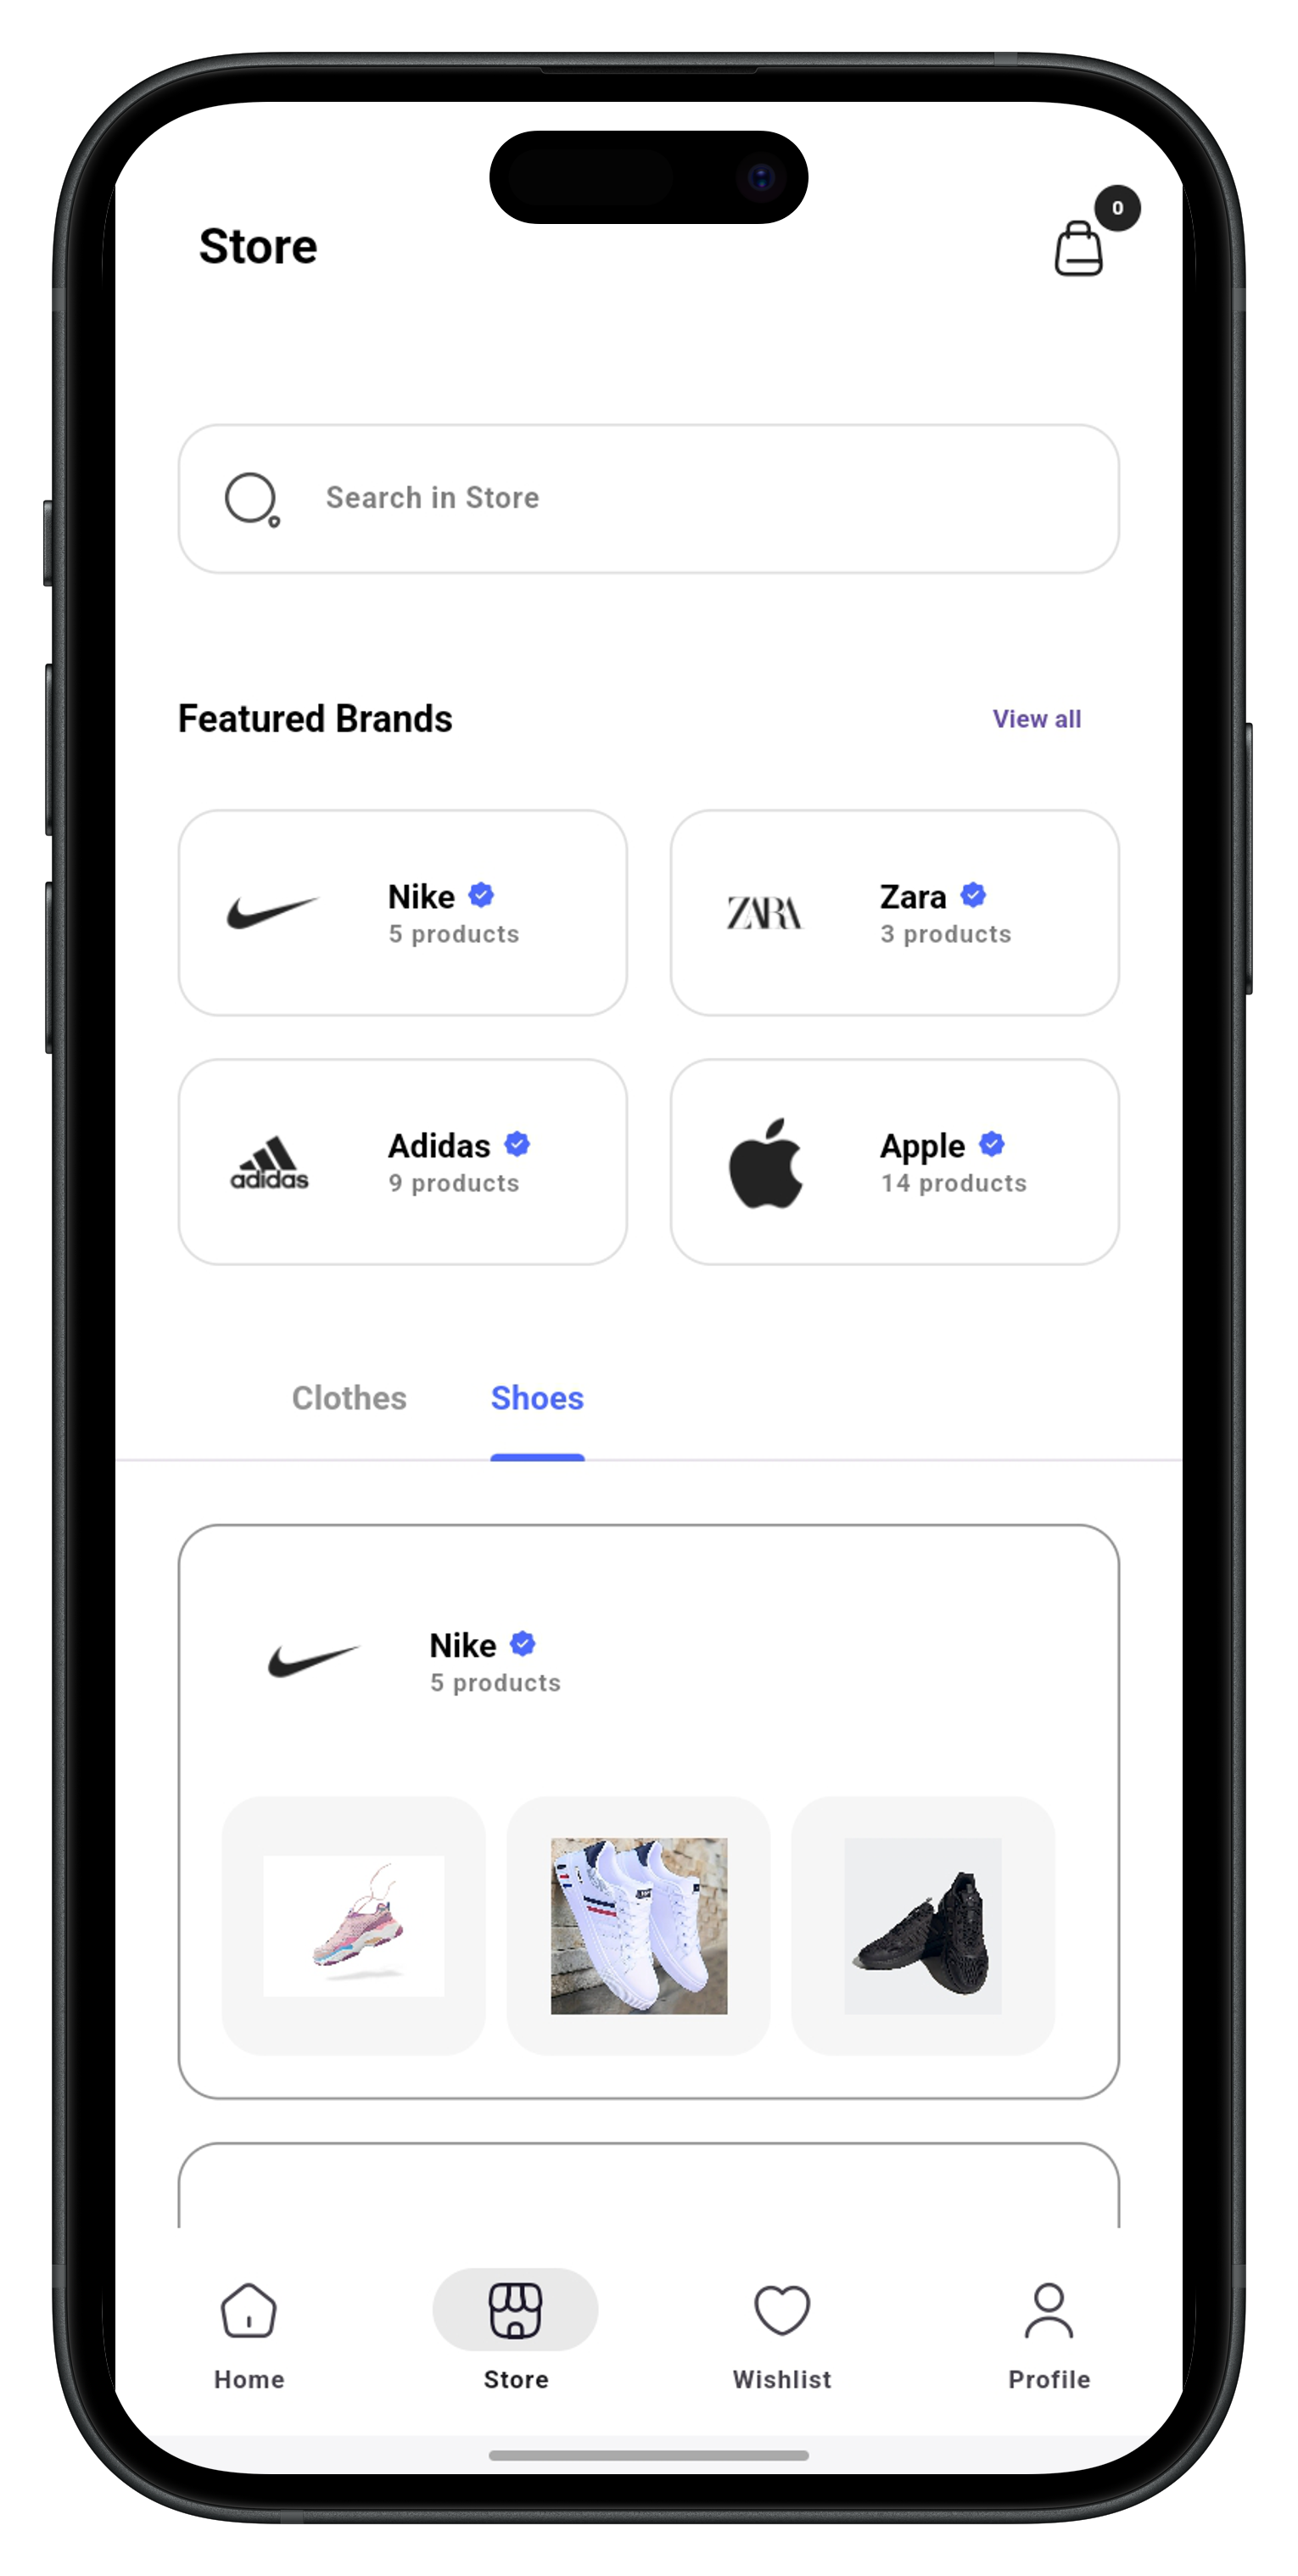 Store
0
Search in Store
Featured Brands
View all
Nike
5 products
ZARA
Zara
3 products
adidas
Adidas
9 products
Apple
14 products
Clothes
Shoes
Nike
5 products
Home
Store
Wishlist
Profile